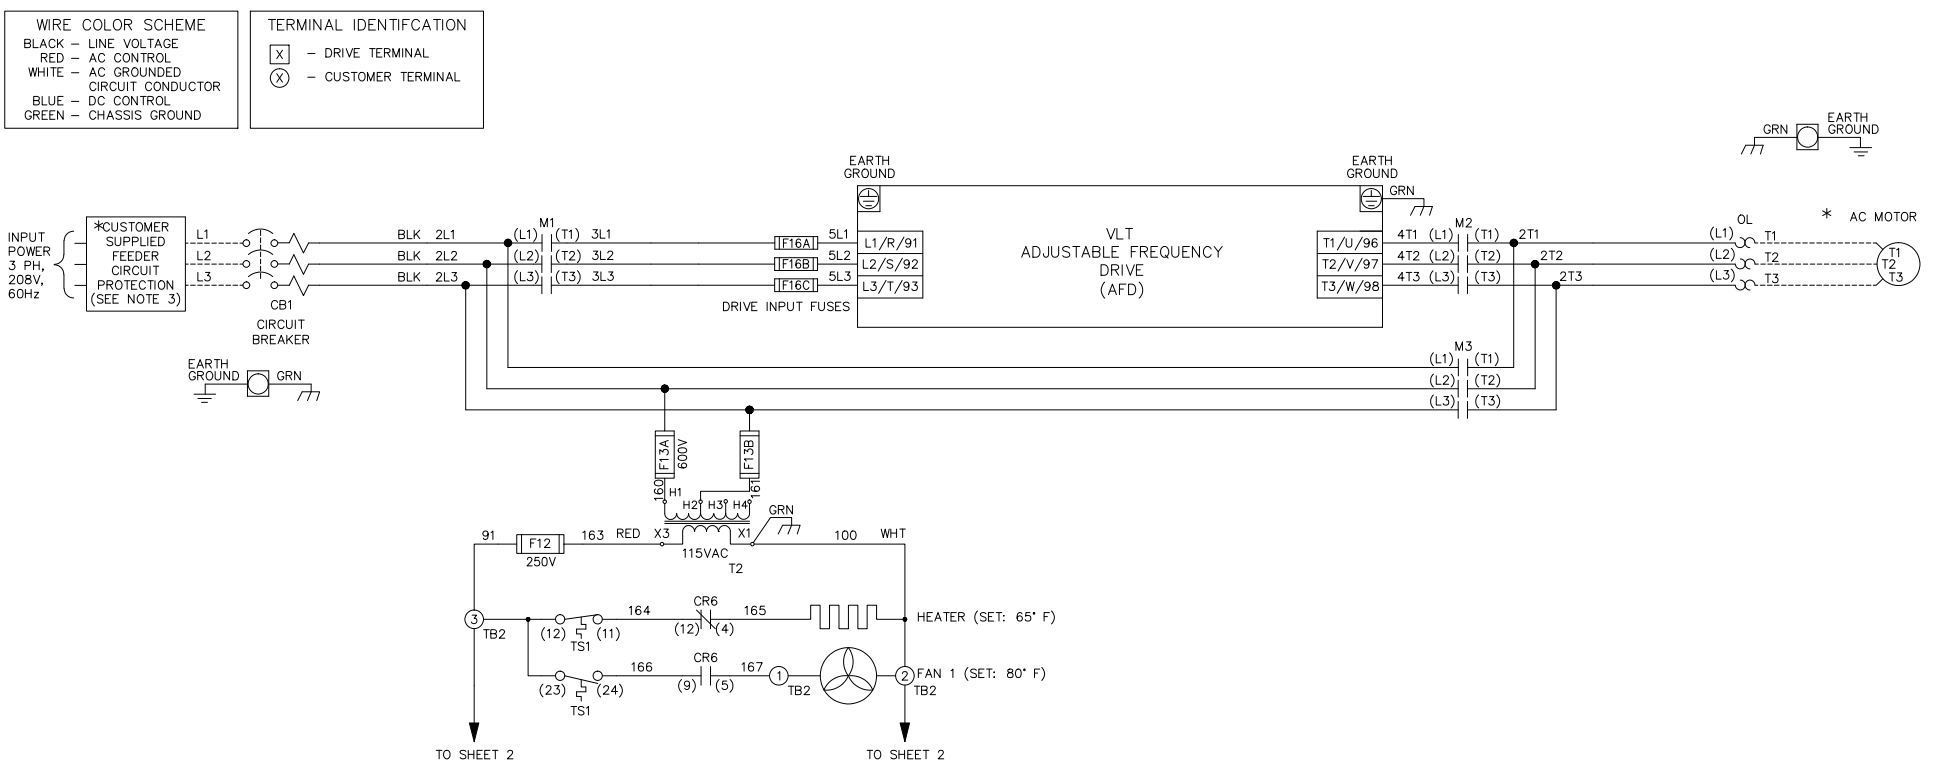 WIRE COLOR SCHEME
BLACK – LINE VOLTAGE
RED – AC CONTROL
WHITE – AC GROUNDED
CIRCUIT CONDUCTOR
BLUE – DC CONTROL
GREEN – CHASSIS GROUND
TERMINAL IDENTIFCATION
X – DRIVE TERMINAL
X – CUSTOMER TERMINAL
GRN
EARTH
GROUND
INPUT
POWER
3 PH,
208V,
60Hz
*CUSTOMER
SUPPLIED
FEEDER
CIRCUIT
PROTECTION
(SEE NOTE 3)
L1
L2
L3
CB1
CIRCUIT
BREAKER
EARTH
GROUND
GRN
BLK 2L1
BLK 2L2
BLK 2L3
M1
(L1) (T1) 3L1
(L2) (T2) 3L2
(L3) (T3) 3L3
F16A
F16B
F16C
DRIVE INPUT FUSES
5L1
5L2
5L3
EARTH
GROUND
L1/R/91
L2/S/92
L3/T/93
VLT
ADJUSTABLE FREQUENCY
DRIVE
(AFD)
EARTH
GROUND
GRN
T1/U/96
T2/V/97
T3/W/98
4T1 (L1) M2 (T1) 2T1
4T2 (L2) (T2) 2T2
4T3 (L3) (T3) 2T3
OL
(L1) T1
(L2) T2
(L3) T3
* AC MOTOR
T1
T2
T3
M3
(L1) (T1)
(L2) (T2)
(L3) (T3)
F13A
600V
F13B
160
161
H1
H2
H3
H4
GRN
91
F12
250V
163
RED
X3
X1
115VAC
T2
100
WHT
3
TB2
(12)
(11)
TS1
164
CR6
(12)
(4)
165
HEATER (SET: 65° F)
(23)
(24)
TS1
166
CR6
(9)
(5)
167
1
TB2
2
TB2
FAN 1 (SET: 80° F)
TO SHEET 2
TO SHEET 2